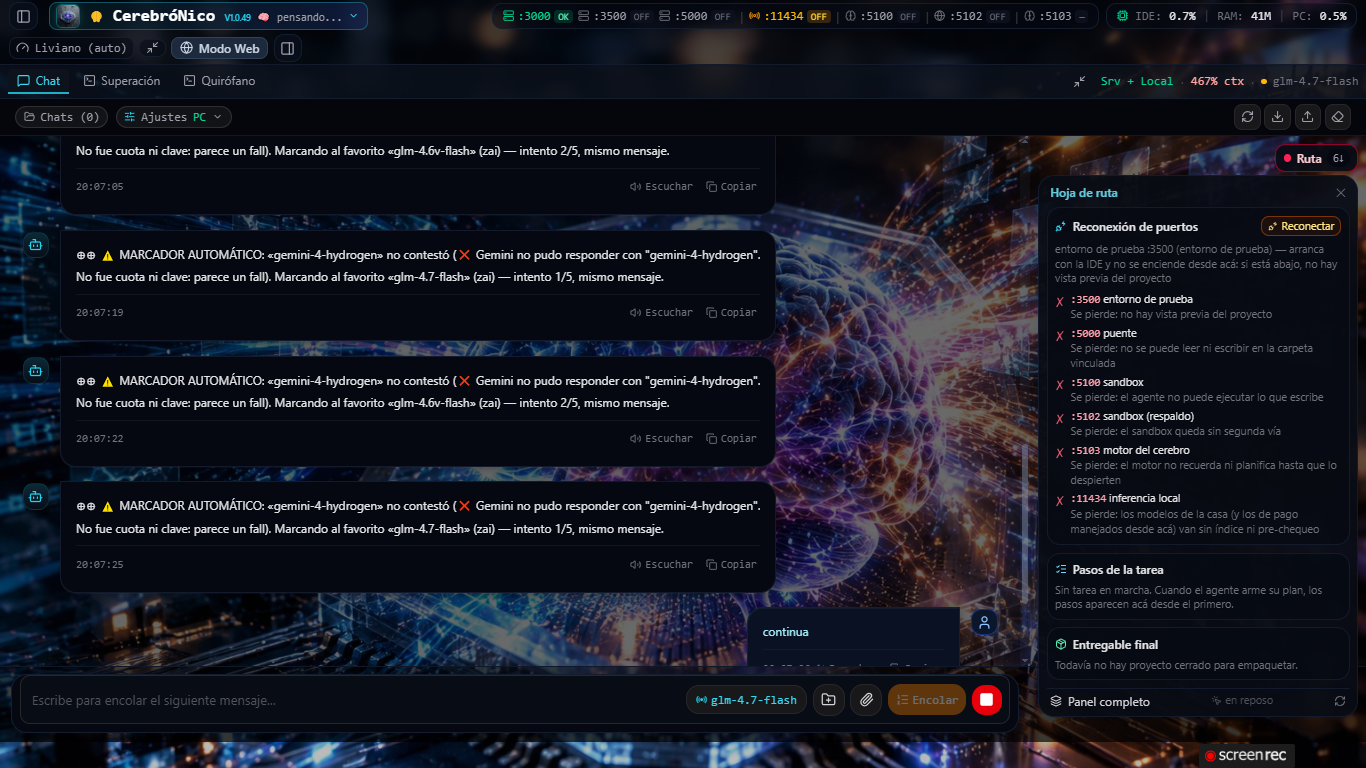 CerebróNico V1.0.49 🧠 pensando...
:3000 OK :3500 OFF :5000 OFF | :11434 OFF | :5100 OFF | :5102 OFF | :5103 —
IDE: 0.7% | RAM: 41M | PC: 0.5%
Liviano (auto) Modo Web
Chat Superación Quirófano
Srv + Local · 467% ctx · glm-4.7-flash
Chats (0) Ajustes PC
No fue cuota ni clave: parece un fall). Marcando al favorito «glm-4.6v-flash» (zai) — intento 2/5, mismo mensaje.
20:07:05 Escuchar Copiar
⚠️ MARCADOR AUTOMÁTICO: «gemini-4-hydrogen» no contestó (❌ Gemini no pudo responder con "gemini-4-hydrogen".
No fue cuota ni clave: parece un fall). Marcando al favorito «glm-4.7-flash» (zai) — intento 1/5, mismo mensaje.
20:07:19 Escuchar Copiar
⚠️ MARCADOR AUTOMÁTICO: «gemini-4-hydrogen» no contestó (❌ Gemini no pudo responder con "gemini-4-hydrogen".
No fue cuota ni clave: parece un fall). Marcando al favorito «glm-4.6v-flash» (zai) — intento 2/5, mismo mensaje.
20:07:22 Escuchar Copiar
⚠️ MARCADOR AUTOMÁTICO: «gemini-4-hydrogen» no contestó (❌ Gemini no pudo responder con "gemini-4-hydrogen".
No fue cuota ni clave: parece un fall). Marcando al favorito «glm-4.7-flash» (zai) — intento 1/5, mismo mensaje.
20:07:25 Escuchar Copiar
continua
Escribe para encolar el siguiente mensaje...
glm-4.7-flash
Encolar
Ruta 6↓
Hoja de ruta
Reconexión de puertos Reconectar
entorno de prueba :3500 (entorno de prueba) — arranca
con la IDE y no se enciende desde acá: si está abajo, no hay
vista previa del proyecto
✗ :3500 entorno de prueba
Se pierde: no hay vista previa del proyecto
✗ :5000 puente
Se pierde: no se puede leer ni escribir en la carpeta
vinculada
✗ :5100 sandbox
Se pierde: el agente no puede ejecutar lo que escribe
✗ :5102 sandbox (respaldo)
Se pierde: el sandbox queda sin segunda vía
✗ :5103 motor del cerebro
Se pierde: el motor no recuerda ni planifica hasta que lo
despierten
✗ :11434 inferencia local
Se pierde: los modelos de la casa (y los de pago
manejados desde acá) van sin índice ni pre-chequeo
Pasos de la tarea
Sin tarea en marcha. Cuando el agente arme su plan, los
pasos aparecen acá desde el primero.
Entregable final
Todavía no hay proyecto cerrado para empaquetar.
Panel completo en reposo
screenrec